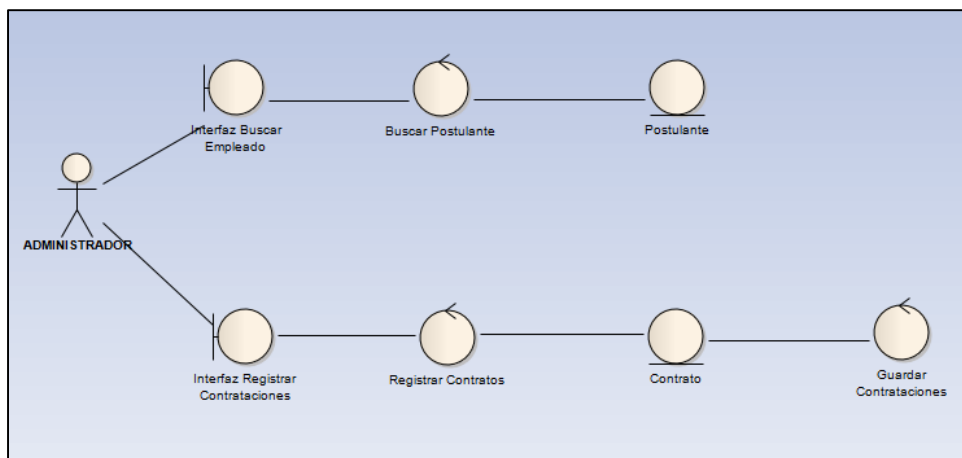 Interfaz Buscar
Empleado
Buscar Postulante
Postulante
ADMINISTRADOR
Interfaz Registrar
Contrataciones
Registrar Contratos
Contrato
Guardar
Contrataciones